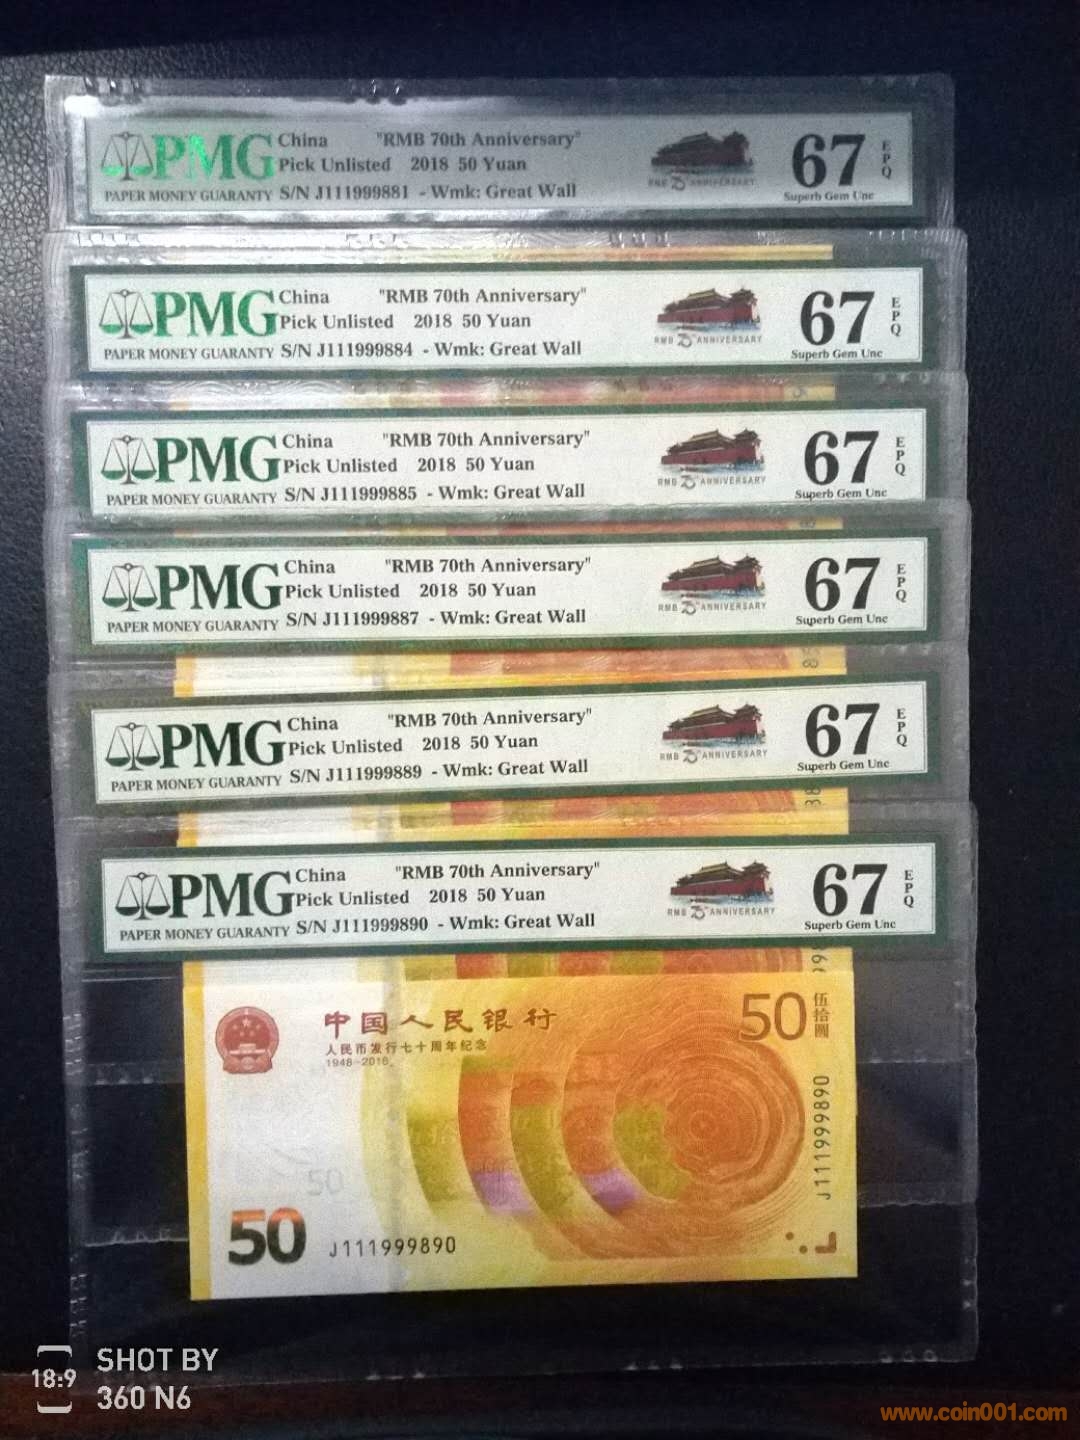 PMG
PAPER MONEY GUARANTY
China "RMB 70th Anniversary"
Pick Unlisted 2018 50 Yuan
S/N J111999881 - Wmk: Great Wall
RMB 70th ANNIVERSARY
67
EPQ
Superb Gem Unc
PMG
PAPER MONEY GUARANTY
China "RMB 70th Anniversary"
Pick Unlisted 2018 50 Yuan
S/N J111999884 - Wmk: Great Wall
RMB 70th ANNIVERSARY
67
EPQ
Superb Gem Unc
PMG
PAPER MONEY GUARANTY
China "RMB 70th Anniversary"
Pick Unlisted 2018 50 Yuan
S/N J111999885 - Wmk: Great Wall
RMB 70th ANNIVERSARY
67
EPQ
Superb Gem Unc
PMG
PAPER MONEY GUARANTY
China "RMB 70th Anniversary"
Pick Unlisted 2018 50 Yuan
S/N J111999887 - Wmk: Great Wall
RMB 70th ANNIVERSARY
67
EPQ
Superb Gem Unc
PMG
PAPER MONEY GUARANTY
China "RMB 70th Anniversary"
Pick Unlisted 2018 50 Yuan
S/N J111999889 - Wmk: Great Wall
RMB 70th ANNIVERSARY
67
EPQ
Superb Gem Unc
PMG
PAPER MONEY GUARANTY
China "RMB 70th Anniversary"
Pick Unlisted 2018 50 Yuan
S/N J111999890 - Wmk: Great Wall
RMB 70th ANNIVERSARY
67
EPQ
Superb Gem Unc
中国人民银行
人民币发行七十周年纪念
1948-2018
50
伍拾圆
J111999890
50
50
J111999890
18:9
SHOT BY
360 N6
www.coin001.com